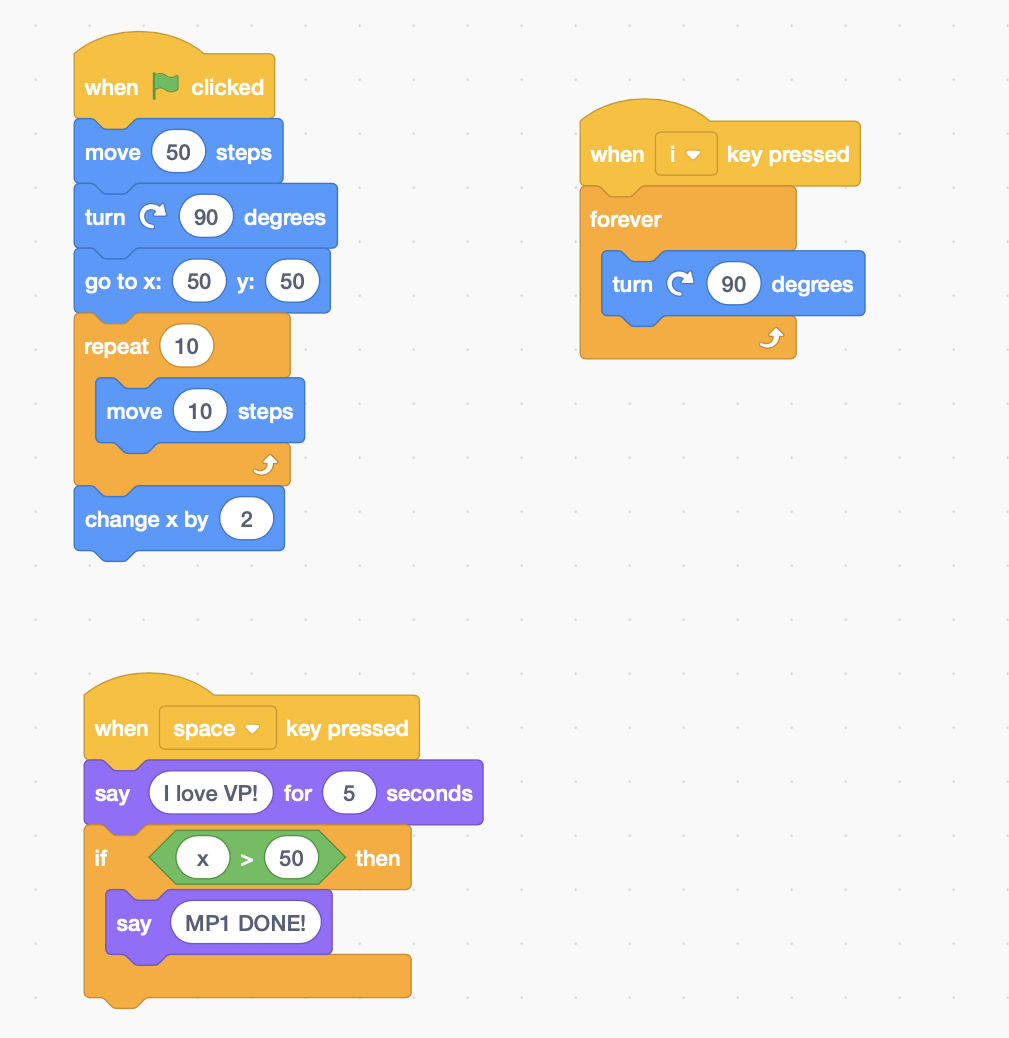 when clicked
move 50 steps
turn 90 degrees
go to x: 50 y: 50
repeat 10
move 10 steps
change x by 2
when i key pressed
forever
turn 90 degrees
when space key pressed
say I love VP! for 5 seconds
if x > 50 then
say MP1 DONE!